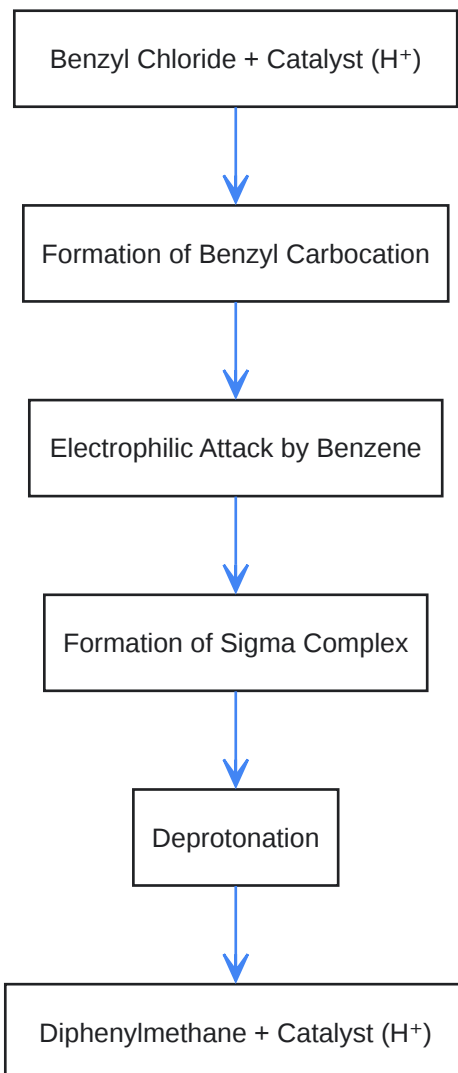 Benzyl Chloride + Catalyst (H⁺)
Formation of Benzyl Carbocation
Electrophilic Attack by Benzene
Formation of Sigma Complex
Deprotonation
Diphenylmethane + Catalyst (H⁺)